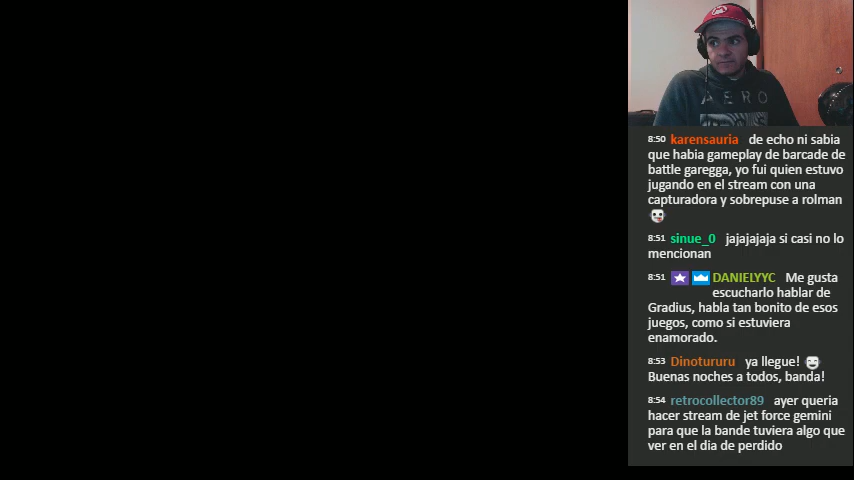 AERO
8:50 karensauria de echo ni sabia
que habia gameplay de barcade de
battle garegga, yo fui quien estuvo
jugando en el stream con una
capturadora y sobrepuse a rolman
8:51 sinue_0 jajajajaja si casi no lo
mencionan
8:51 DANIELYYC Me gusta
escucharlo hablar de
Gradius, habla tan bonito de esos
juegos, como si estuviera
enamorado.
8:53 Dinotururu ya llegue!
Buenas noches a todos, banda!
8:54 retrocollector89 ayer queria
hacer stream de jet force gemini
para que la bande tuviera algo que
ver en el dia de perdido